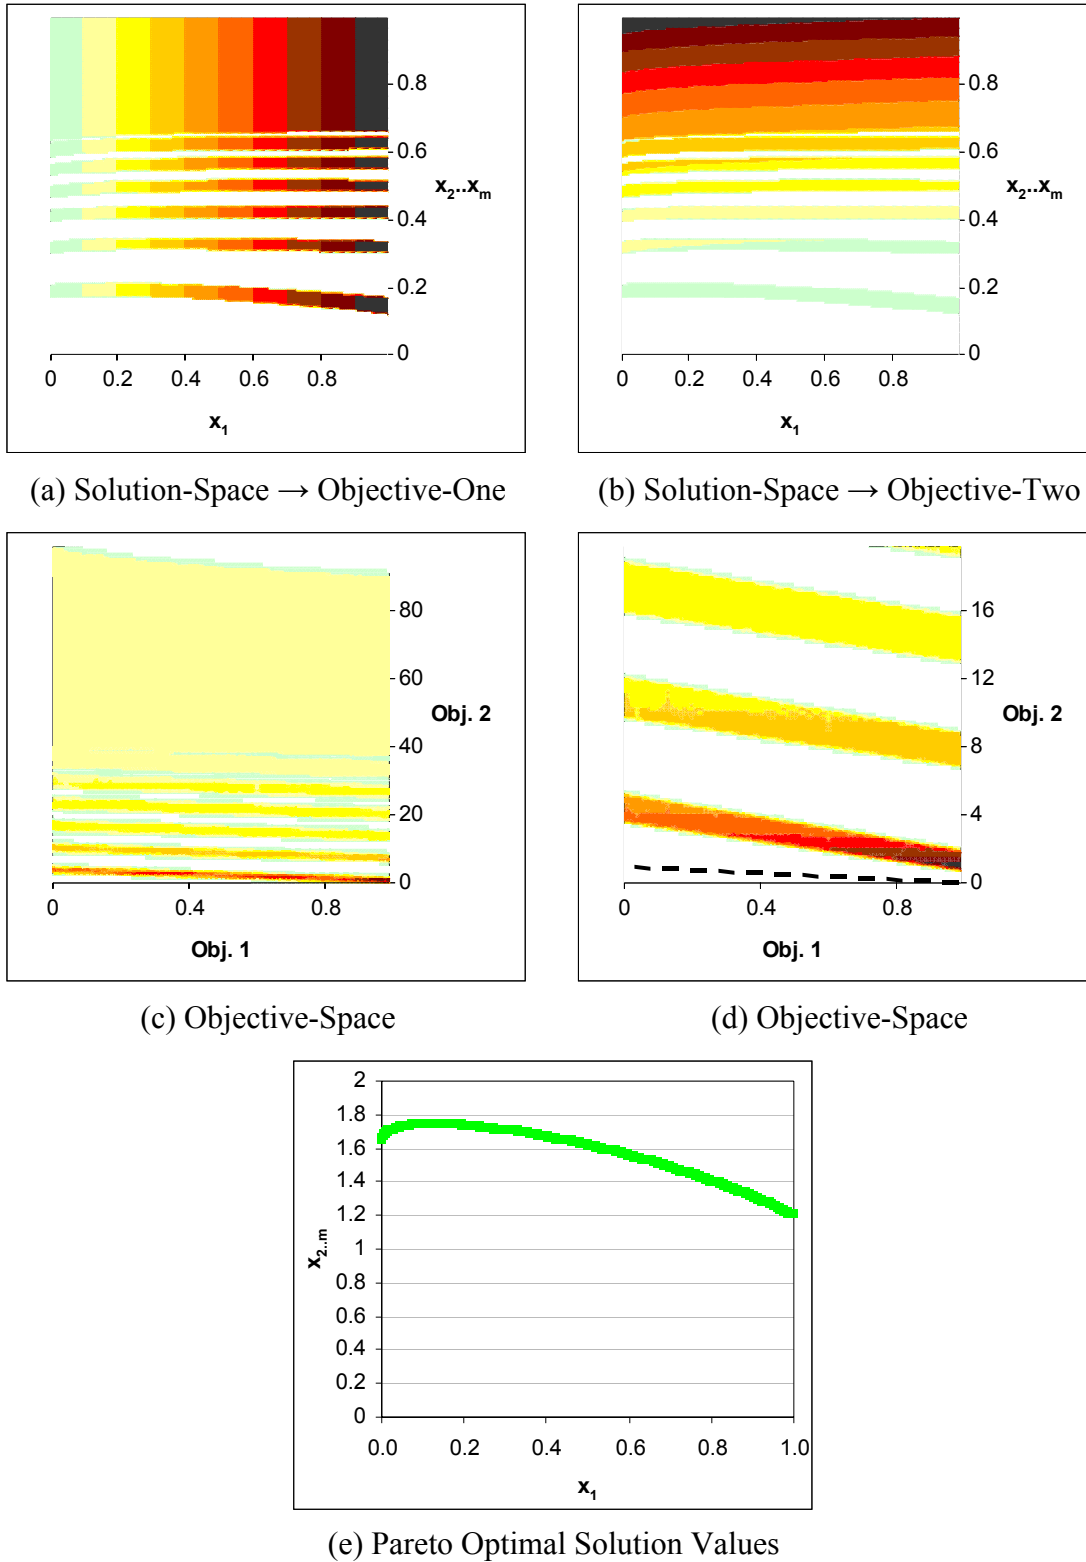 0.8
0.6
x2..xm
0.4
0.2
0
0 0.2 0.4 0.6 0.8
x1
(a) Solution-Space → Objective-One
0.8
0.6
x2..xm
0.4
0.2
0
0 0.2 0.4 0.6 0.8
x1
(b) Solution-Space → Objective-Two
80
60
Obj. 2
40
20
0
0 0.4 0.8
Obj. 1
(c) Objective-Space
16
12
Obj. 2
8
4
0
0 0.4 0.8
Obj. 1
(d) Objective-Space
2
1.8
1.6
1.4
1.2
1
0.8
0.6
0.4
0.2
0
x2..m
0.0 0.2 0.4 0.6 0.8 1.0
x1
(e) Pareto Optimal Solution Values